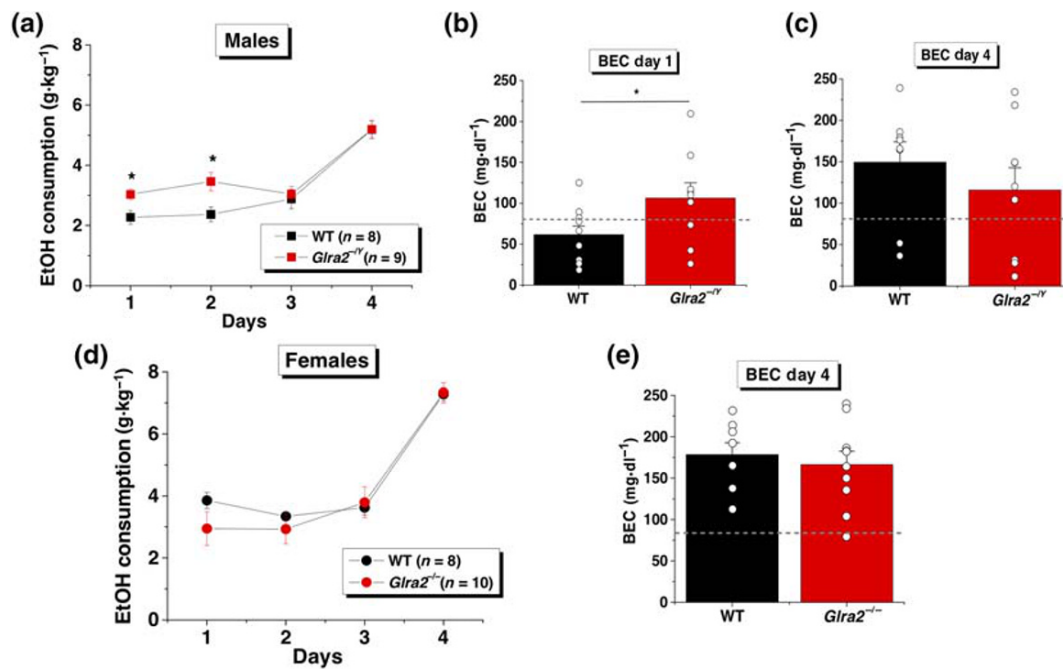 (a)
Males
EtOH consumption (g·kg⁻¹)
8
6
4
2
0
WT (n = 8)
Glra2⁻/ʸ (n = 9)
1 2 3 4
Days
(b)
BEC day 1
BEC (mg·dl⁻¹)
250
200
150
100
50
0
*
WT Glra2⁻/ʸ
(c)
BEC day 4
BEC (mg·dl⁻¹)
250
200
150
100
50
0
WT Glra2⁻/ʸ
* *
(d)
Females
EtOH consumption (g·kg⁻¹)
8
6
4
2
0
WT (n = 8)
Glra2⁻/⁻ (n = 10)
1 2 3 4
Days
(e)
BEC day 4
BEC (mg·dl⁻¹)
250
200
150
100
50
0
WT Glra2⁻/⁻